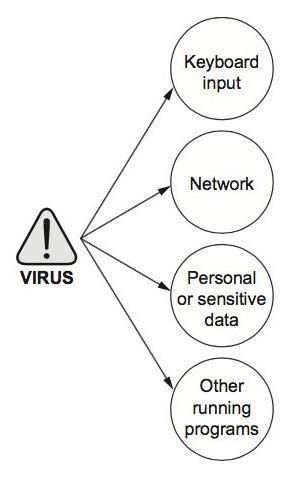 Keyboard
input
Network
VIRUS
Personal
or sensitive
data
Other
running
programs